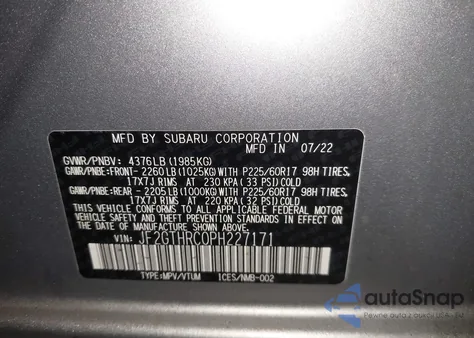 MFD BY SUBARU CORPORATION 07/22
GVWR/PNBV: 4376LB (1985KG)
GAWR/PNBE:FRONT- 2260LB (1025KG)WITH P225/60R17 98H TIRES,
17X7J RIMS AT 230 KPA (33 PSI)COLD
GAWR/PNBE:REAR - 2205LB (1000KG)WITH P225/60R17 98H TIRES,
17X7J RIMS AT 220 KPA (32 PSI)COLD
THIS VEHICLE CONFORMS TO ALL APPLICABLE
FEDERAL MOTOR VEHICLE SAFETY, BUMPER, AND THEFT
PREVENTION STANDARDS IN EFFECT ON THE DATE OF
MANUFACTURE SHOWN ABOVE.
VIN: JF2GTHRC0PH227171
TYPE:MPV/VTUM ICES/NMB-002
autoSnap
Pewne auta z USA